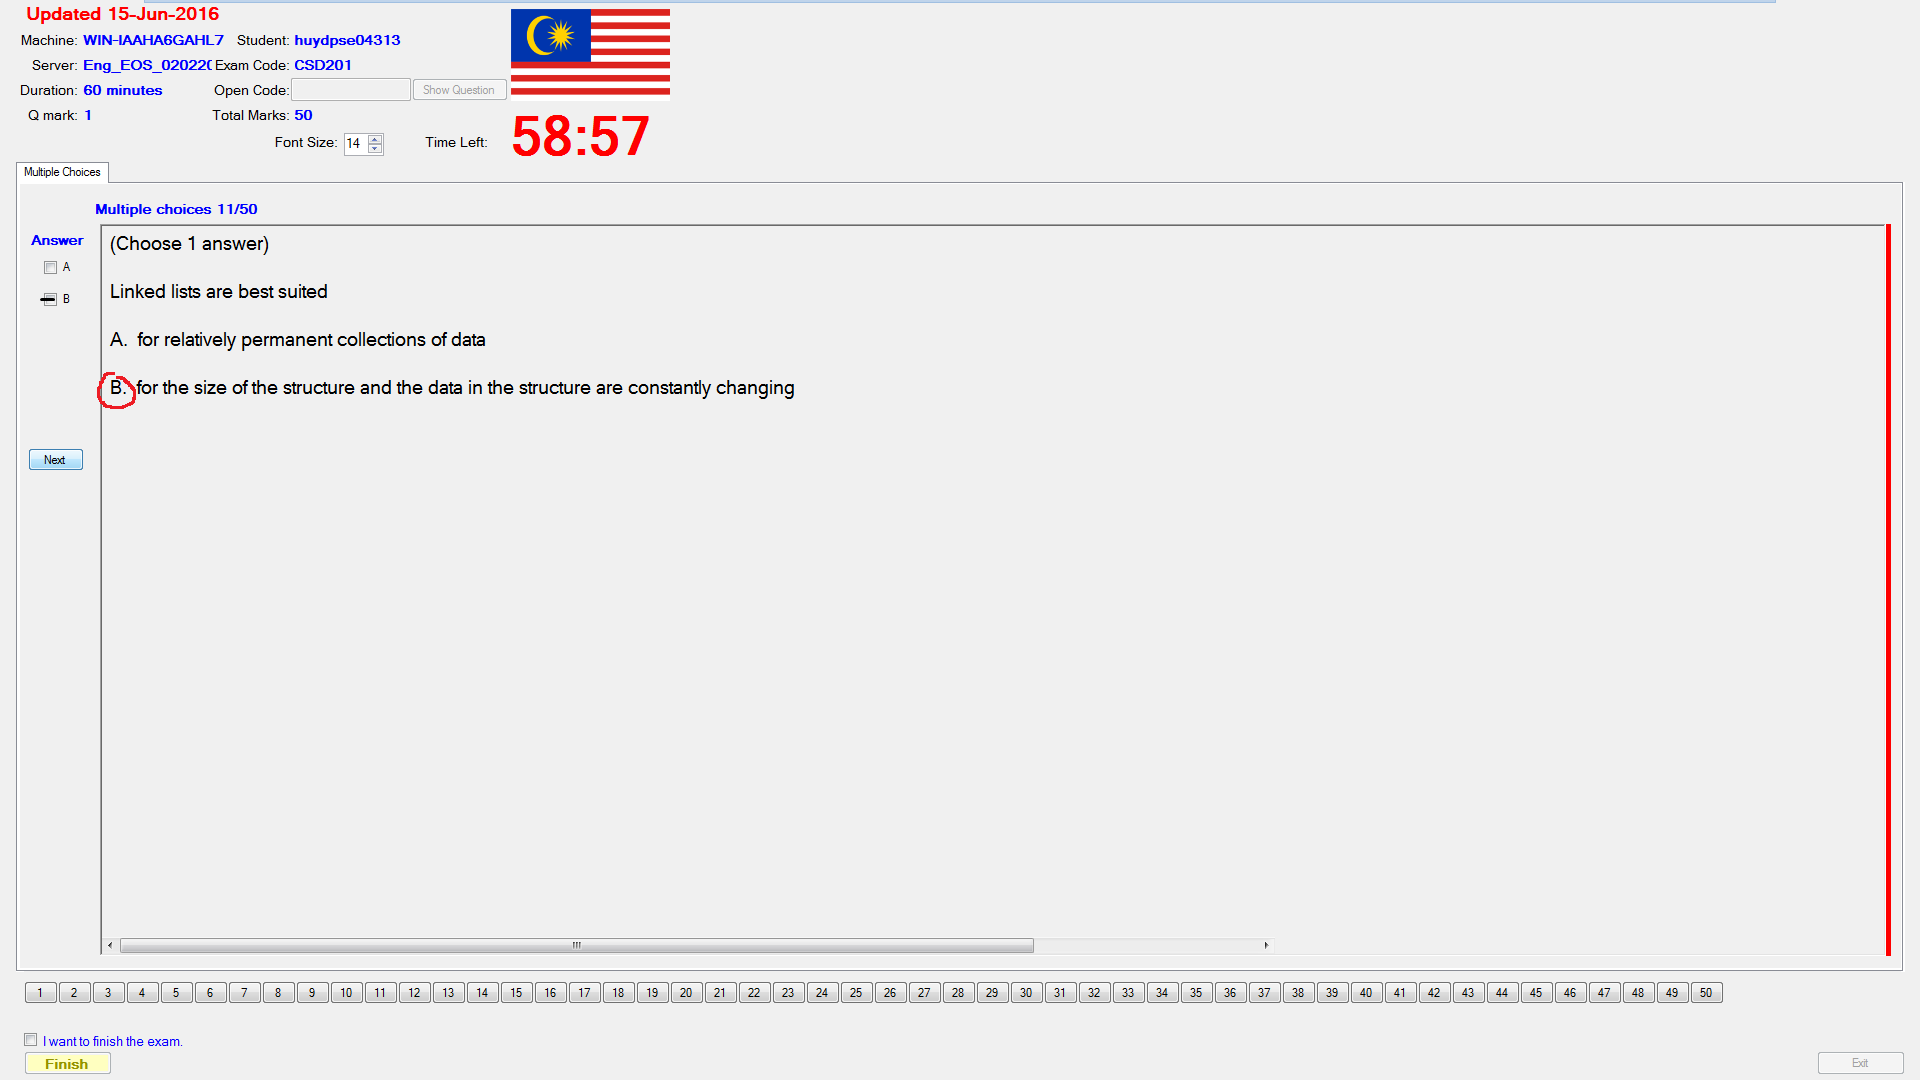 Updated 15-Jun-2016
Machine: WIN-IAAHA6GAHL7 Student: huydpse04313
Server: Eng_EOS_02022( Exam Code: CSD201
Duration: 60 minutes Open Code: Show Question
Q mark: 1 Total Marks: 50
Font Size: 14 Time Left: 58:57
Multiple Choices
Multiple choices 11/50
Answer
A
B
(Choose 1 answer)
Linked lists are best suited
A. for relatively permanent collections of data
B. for the size of the structure and the data in the structure are constantly changing
Next
1 2 3 4 5 6 7 8 9 10 11 12 13 14 15 16 17 18 19 20 21 22 23 24 25 26 27 28 29 30 31 32 33 34 35 36 37 38 39 40 41 42 43 44 45 46 47 48 49 50
I want to finish the exam.
Finish
Exit